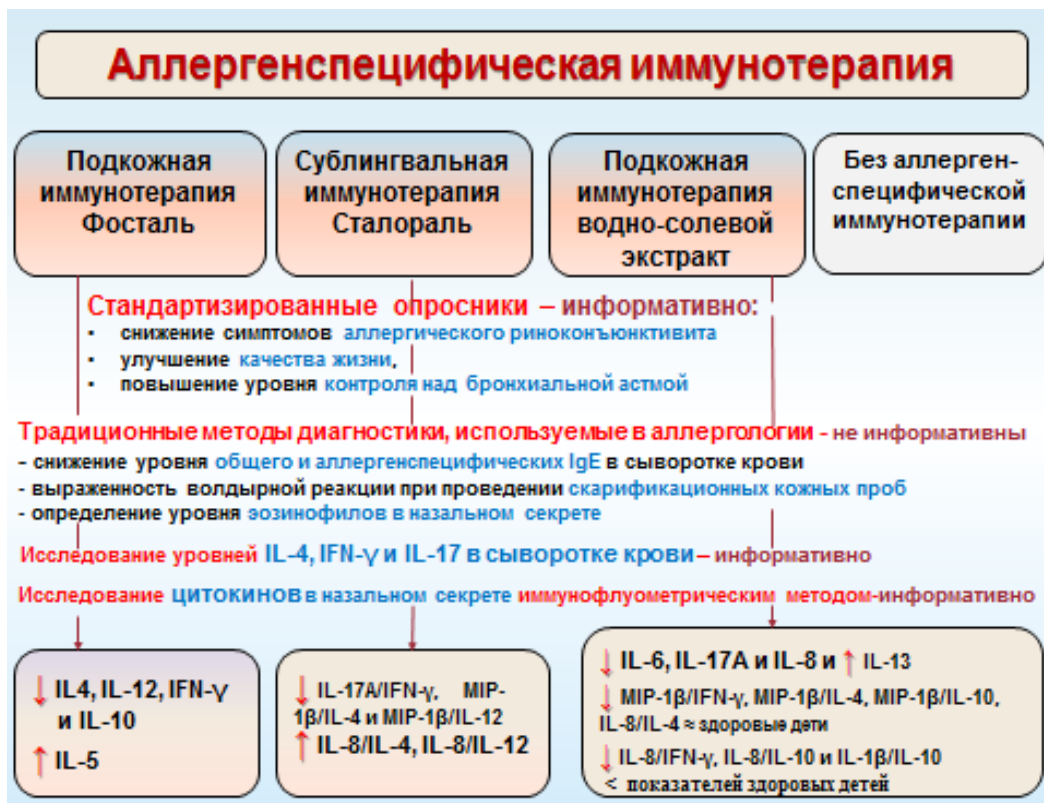 Аллергенспецифическая иммунотерапия
Подкожная
иммунотерапия
Фосталь
Сублингвальная
иммунотерапия
Сталораль
Подкожная
иммунотерапия
водно-солевой
экстракт
Без аллерген-
специфической
иммунотерапии
Стандартизированные опросники – информативно:
▪ снижение симптомов аллергического риноконъюнктивита
▪ улучшение качества жизни,
▪ повышение уровня контроля над бронхиальной астмой
Традиционные методы диагностики, используемые в аллергологии - не информативны
- снижение уровня общего и аллергенспецифических IgE в сыворотке крови
- выраженность волдырной реакции при проведении скарификационных кожных проб
- определение уровня эозинофилов в назальном секрете
Исследование уровней IL-4, IFN-γ и IL-17 в сыворотке крови – информативно
Исследование цитокинов в назальном секрете иммунофлуометрическим методом-информативно
↓ IL4, IL-12, IFN-γ
и IL-10
↑ IL-5
↓ IL-17A/IFN-γ, MIP-
1β/IL-4 и MIP-1β/IL-12
↑ IL-8/IL-4, IL-8/IL-12
↓ IL-6, IL-17A и IL-8 и ↑ IL-13
↓ MIP-1β/IFN-γ, MIP-1β/IL-4, MIP-1β/IL-10,
IL-8/IL-4 ≈ здоровые дети
↓ IL-8/IFN-γ, IL-8/IL-10 и IL-1β/IL-10
< показателей здоровых детей